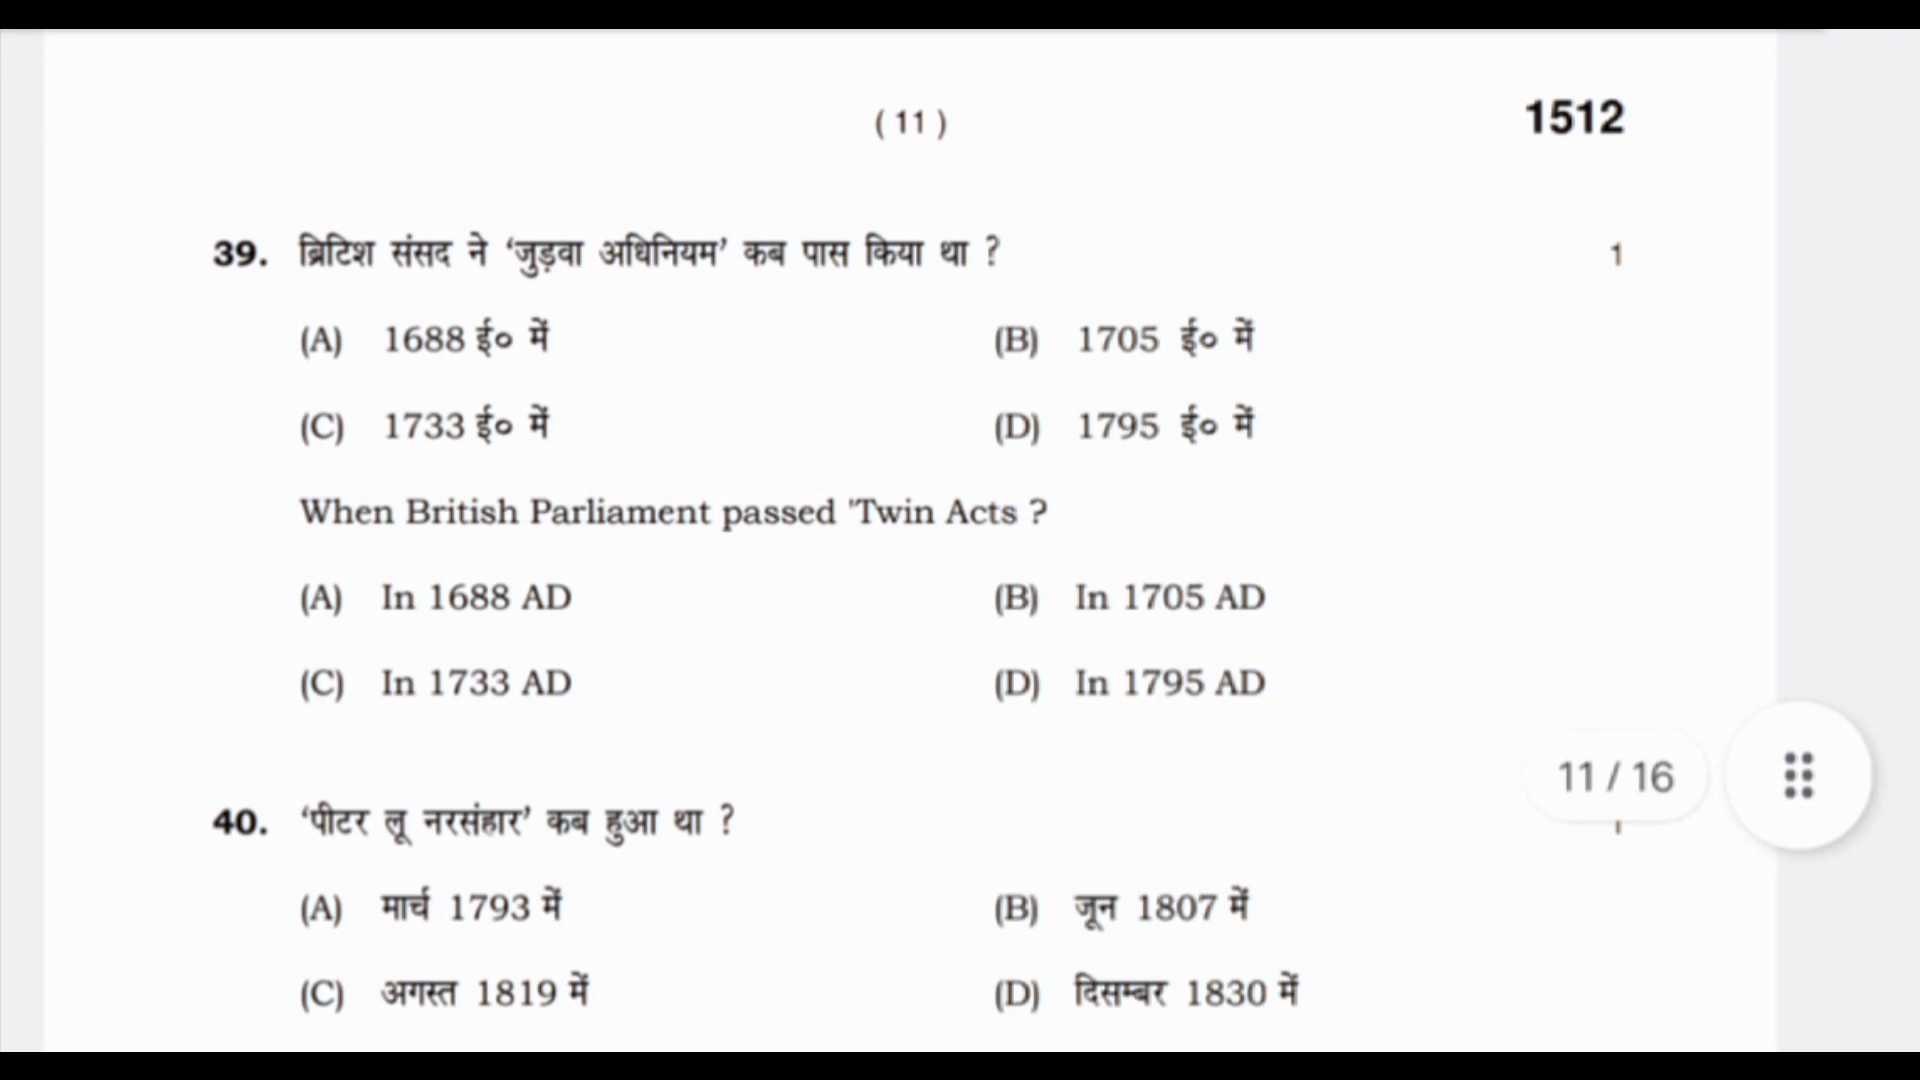 ( 11 )
1512
39. ब्रिटिश संसद ने ‘जुड़वा अधिनियम’ कब पास किया था ? 1
(A) 1688 ई० में (B) 1705 ई० में
(C) 1733 ई० में (D) 1795 ई० में
When British Parliament passed 'Twin Acts ?
(A) In 1688 AD (B) In 1705 AD
(C) In 1733 AD (D) In 1795 AD
11 / 16
40. ‘पीटर लू नरसंहार’ कब हुआ था ?
(A) मार्च 1793 में (B) जून 1807 में
(C) अगस्त 1819 में (D) दिसम्बर 1830 में